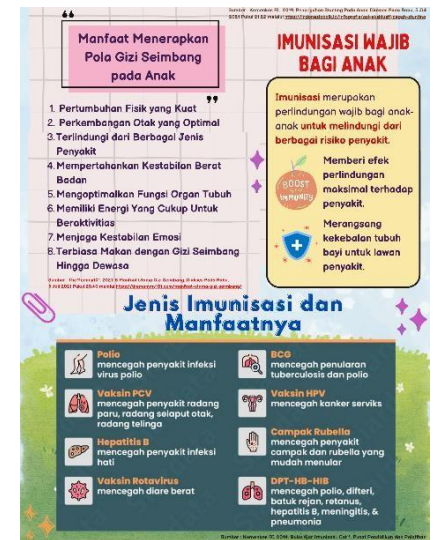 Manfaat Menerapkan
Pola Gizi Seimbang
pada Anak
1. Pertumbuhan Fisik yang Kuat
2. Perkembangan Otak yang Optimal
3.Terlindungi dari Berbagai Jenis
Penyakit
4.Mempertahankan Kestabilan Berat
Badan
5.Mengoptimalkan Fungsi Organ Tubuh
6.Memiliki Energi Yang Cukup Untuk
Beraktivitias
7.Menjaga Kestabilan Emosi
8.Terbiasa Makan dengan Gizi Seimbang
Hingga Dewasa
IMUNISASI WAJIB
BAGI ANAK
Imunisasi merupakan
perlindungan wajib bagi anak-
anak untuk melindungi dari
berbagai risiko penyakit.
BOOST
IMMUNITY
Memberi efek
perlindungan
maksimal terhadap
penyakit.
Merangsang
kekebalan tubuh
bayi untuk lawan
penyakit.
Jenis Imunisasi dan
Manfaatnya
Polio
mencegah penyakit infeksi
virus polio
Vaksin PCV
mencegah penyakit radang
paru, radang selaput otak,
radang telinga
Hepatitis B
mencegah penyakit infeksi
hati
Vaksin Rotavirus
mencegah diare berat
BCG
mencegah penularan
tuberculosis dan polio
Vaksin HPV
mencegah kanker serviks
Campak Rubella
mencegah penyakit
campak dan rubella yang
mudah menular
DPT-HB-HIB
mencegah polio, difteri,
batuk rejan, retanus,
hepatitis B, meningitis, &
pneumonia